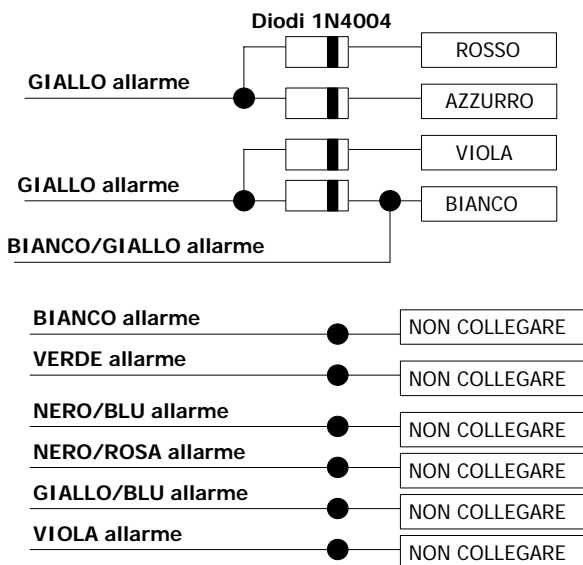 Diodi 1N4004
ROSSO
GIALLO allarme
AZZURRO
VIOLA
GIALLO allarme
BIANCO
BIANCO/GIALLO allarme
BIANCO allarme
NON COLLEGARE
VERDE allarme
NON COLLEGARE
NERO/BLU allarme
NON COLLEGARE
NERO/ROSA allarme
NON COLLEGARE
GIALLO/BLU allarme
NON COLLEGARE
VIOLA allarme
NON COLLEGARE